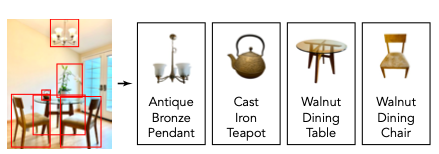 Antique
Bronze
Pendant
Cast
Iron
Teapot
Walnut
Dining
Table
Walnut
Dining
Chair